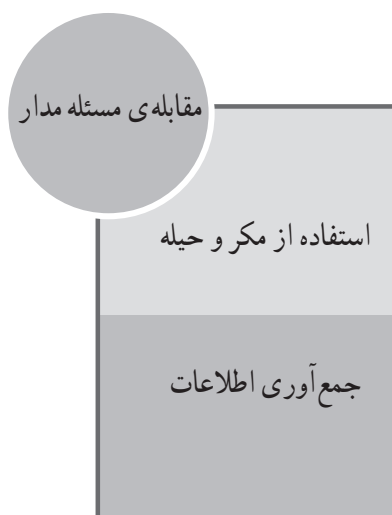 مقابله‌ی مسئله مدار
استفاده از مکر و حیله
جمع‌آوری اطلاعات